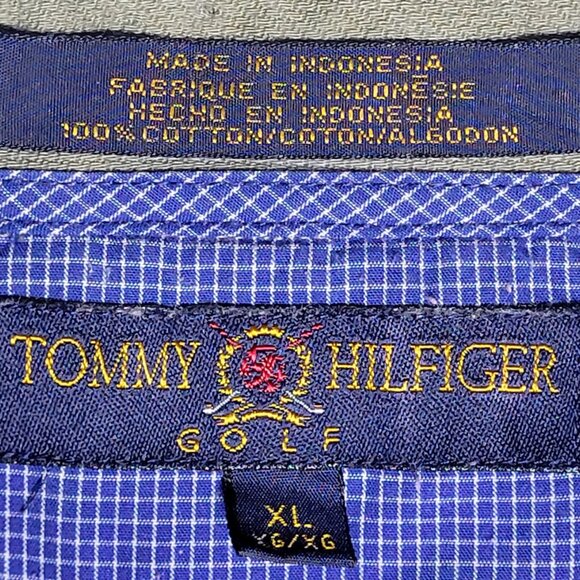 MADE IN INDONESIA
FABRIQUE EN INDONÉSIE
HECHO EN INDONESIA
100% COTTON/COTON/ALGODON
TOMMY HILFIGER
GOLF
XL
XG/XG